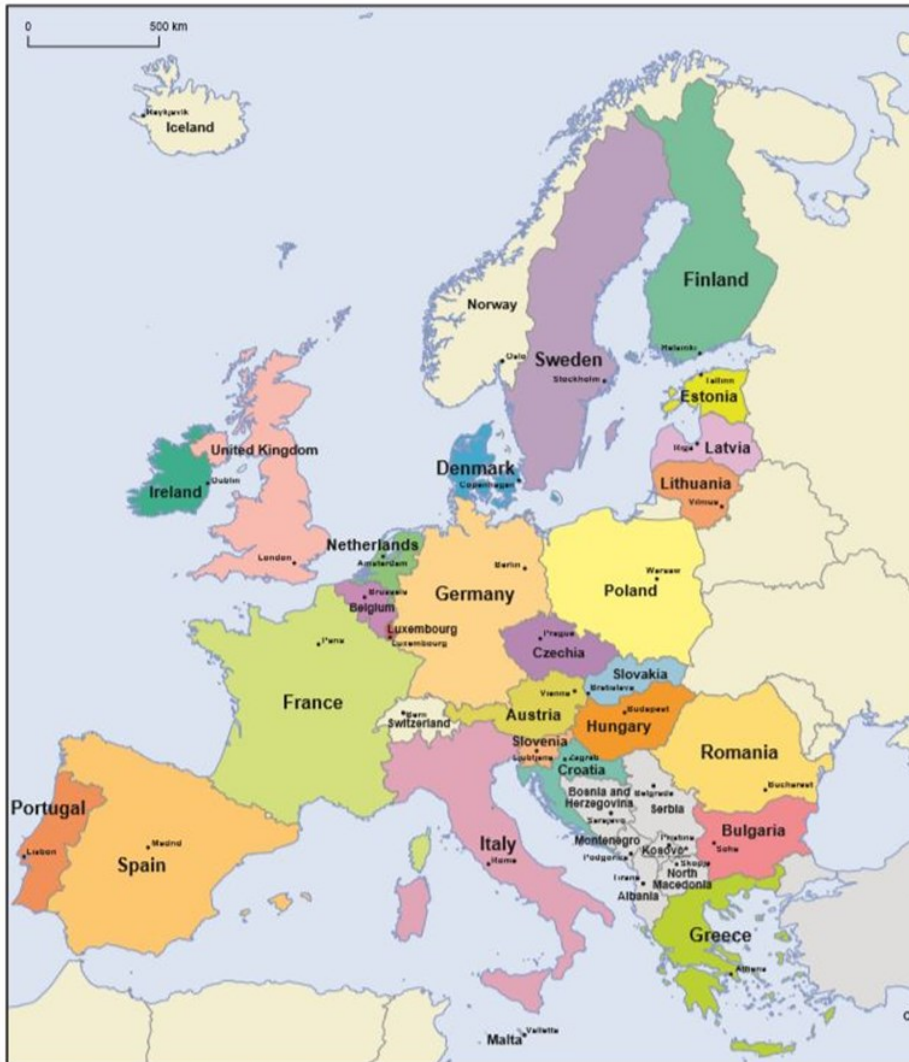 0 500 km
Reykjavik
Iceland
Finland
Norway
Helsinki
Oslo
Sweden
Stockholm
Tallinn
Estonia
United Kingdom
Riga
Latvia
Denmark
Copenhagen
Dublin
Ireland
Lithuania
Vilnius
Netherlands
London
Amsterdam
Berlin
Warsaw
Brussels
Germany
Poland
Belgium
Luxembourg
Luxembourg
Paris
Prague
Czechia
Slovakia
Vienna
Bratislava
France
Bern
Switzerland
Austria
Budapest
Hungary
Slovenia
Ljubljana
Zagreb
Croatia
Romania
Bosnia and
Herzegovina
Belgrade
Bucharest
Portugal
Serbia
Sarajevo
Bulgaria
Montenegro
Pristina
Italy
Madrid
Kosovo*
Sofia
Lisbon
Podgorica
Spain
Rome
Skopje
North
Macedonia
Tirana
Albania
Greece
Athens
Malta
Valletta